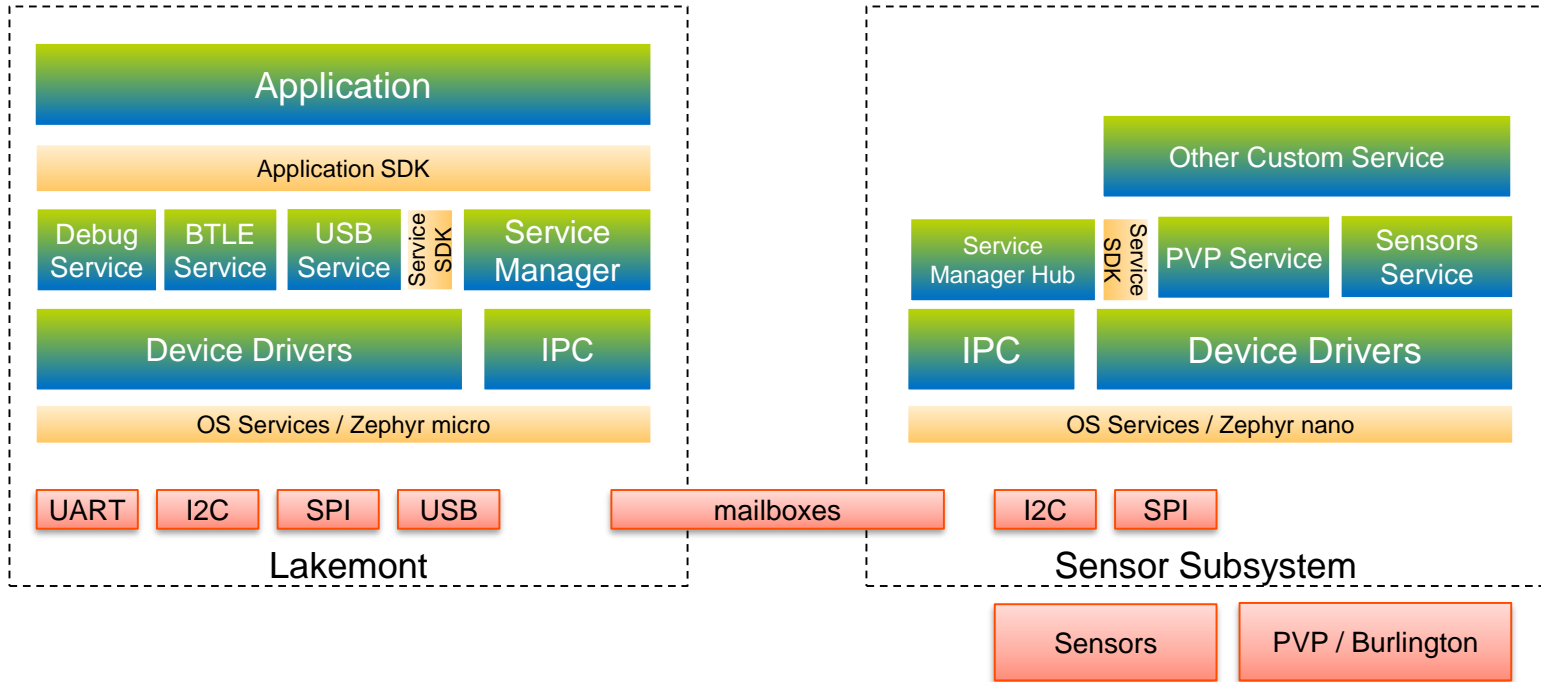 Application
Application SDK
Debug
Service
BTLE
Service
USB
Service
Service
SDK
Service
Manager
Device Drivers
IPC
OS Services / Zephyr micro
UART
I2C
SPI
USB
Lakemont
mailboxes
Other Custom Service
Service
Manager Hub
Service
SDK
PVP Service
Sensors
Service
IPC
Device Drivers
OS Services / Zephyr nano
I2C
SPI
Sensor Subsystem
Sensors
PVP / Burlington